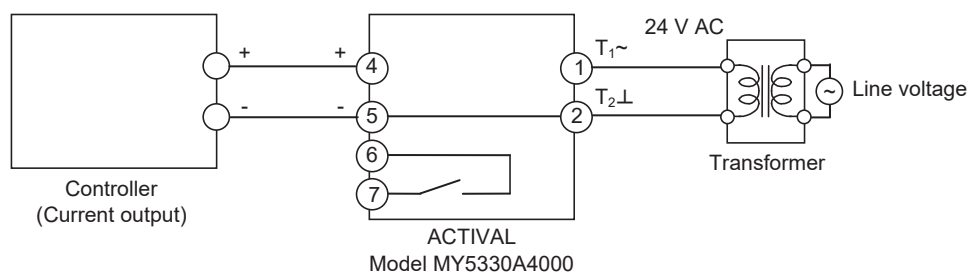 24 V AC
+ + 4 1 T₁~
- - 5 2 T₂⊥
~ Line voltage
6
7
Transformer
Controller
(Current output)
ACTIVAL
Model MY5330A4000